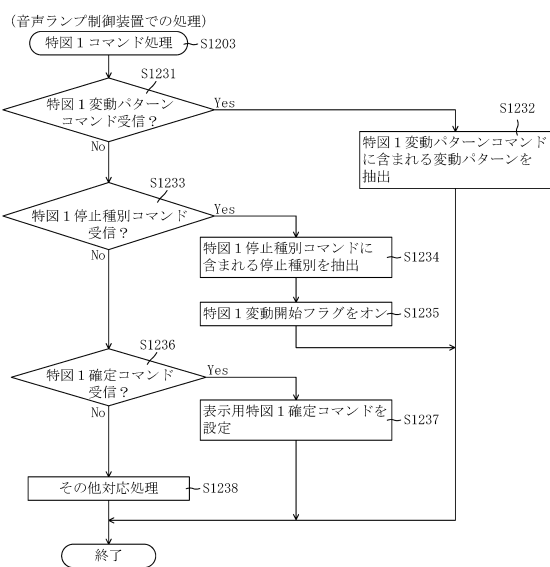 (音声ランプ制御装置での処理)
特図1コマンド処理
S1203
S1231
特図1変動パターン
コマンド受信?
Yes
No
S1232
特図1変動パターンコマンド
に含まれる変動パターンを
抽出
S1233
特図1停止種別コマンド
受信?
Yes
No
特図1停止種別コマンドに
含まれる停止種別を抽出
S1234
特図1変動開始フラグをオン
S1235
S1236
特図1確定コマンド
受信?
Yes
No
表示用特図1確定コマンドを
設定
S1237
その他対応処理
S1238
終了